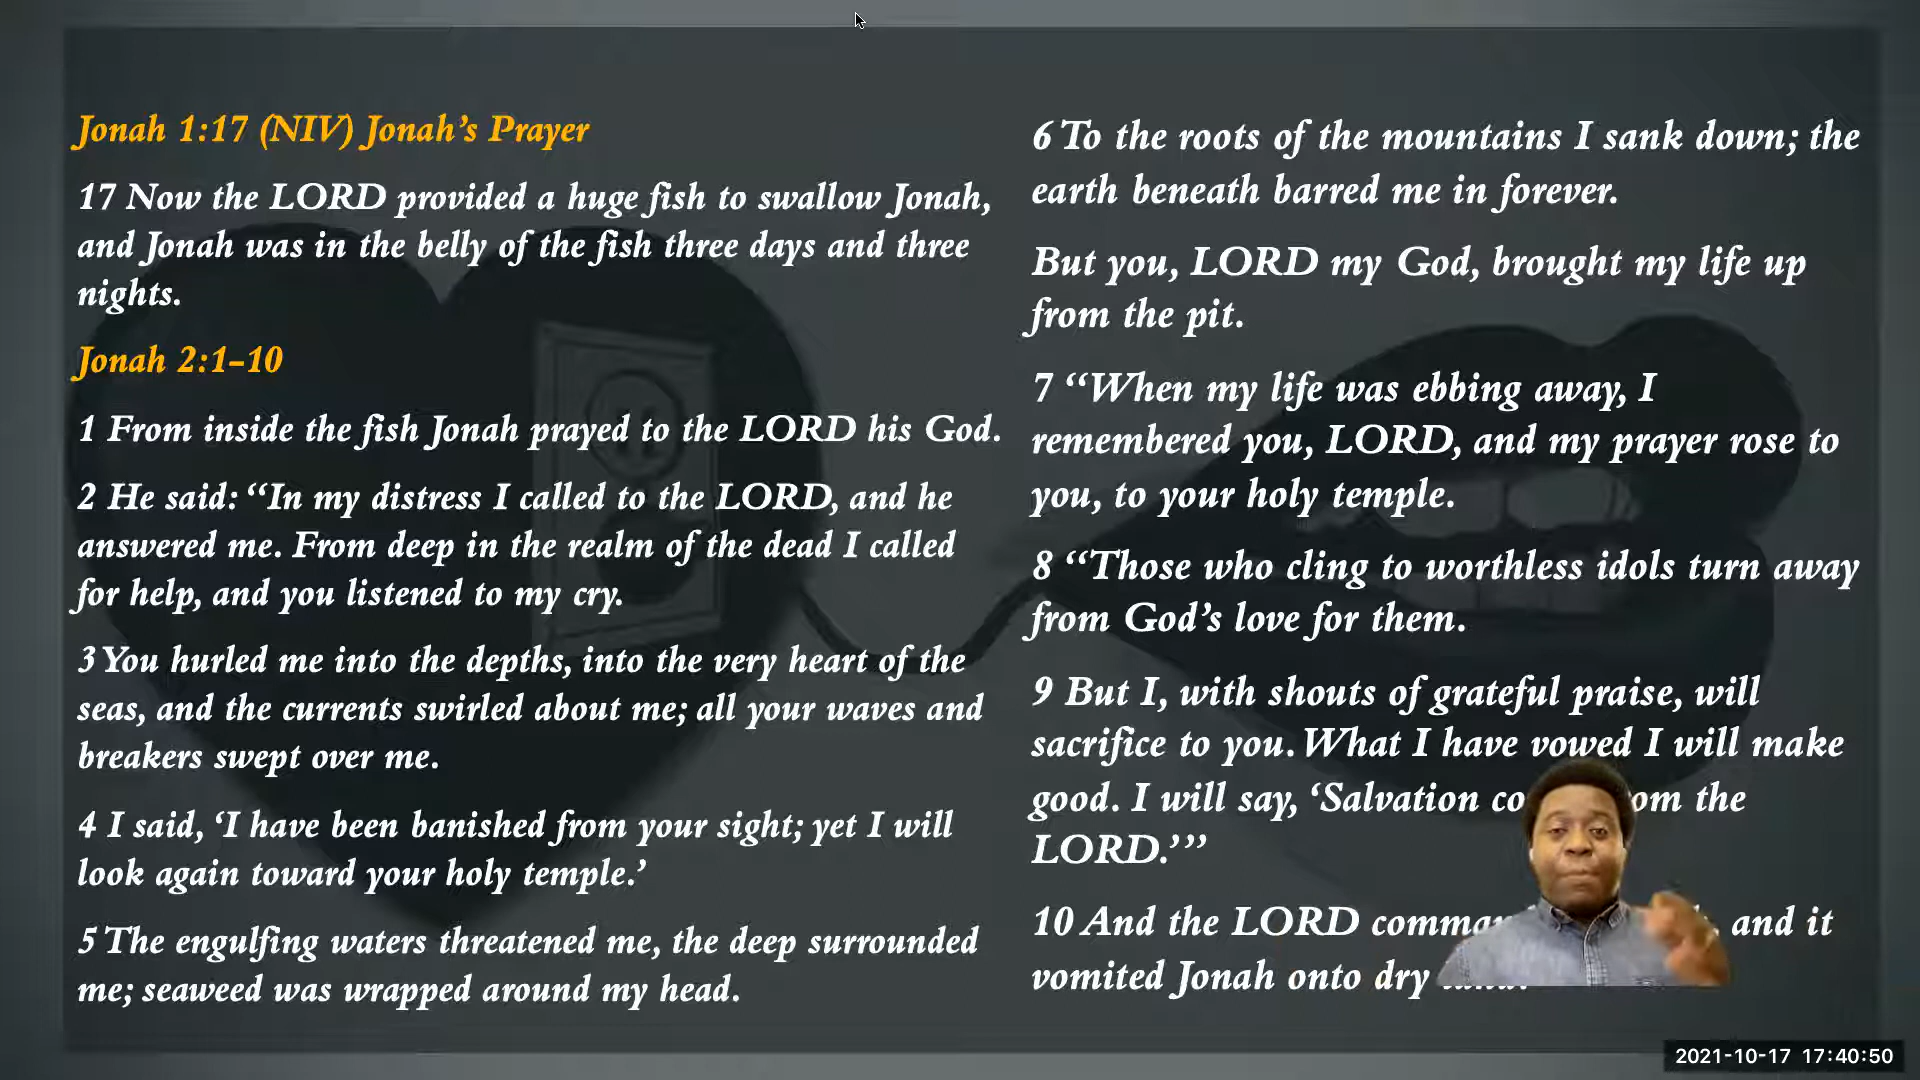 Jonah 1:17 (NIV) Jonah's Prayer
17 Now the LORD provided a huge fish to swallow Jonah,
and Jonah was in the belly of the fish three days and three
nights.
Jonah 2:1-10
1 From inside the fish Jonah prayed to the LORD his God.
2 He said: “In my distress I called to the LORD, and he
answered me. From deep in the realm of the dead I called
for help, and you listened to my cry.
3 You hurled me into the depths, into the very heart of the
seas, and the currents swirled about me; all your waves and
breakers swept over me.
4 I said, ‘I have been banished from your sight; yet I will
look again toward your holy temple.’
5 The engulfing waters threatened me, the deep surrounded
me; seaweed was wrapped around my head.
6 To the roots of the mountains I sank down; the
earth beneath barred me in forever.
But you, LORD my God, brought my life up
from the pit.
7 “When my life was ebbing away, I
remembered you, LORD, and my prayer rose to
you, to your holy temple.
8 “Those who cling to worthless idols turn away
from God’s love for them.
9 But I, with shouts of grateful praise, will
sacrifice to you. What I have vowed I will make
good. I will say, ‘Salvation the
LORD.’”
10 And the LORD and it
vomited Jonah onto dry
2021-10-17 17:40:50